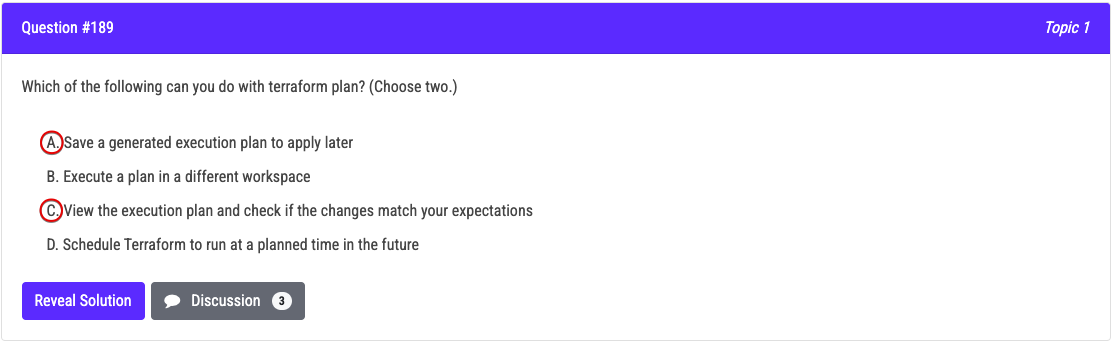 Question #189
Topic 1
Which of the following can you do with terraform plan? (Choose two.)
A. Save a generated execution plan to apply later
B. Execute a plan in a different workspace
C. View the execution plan and check if the changes match your expectations
D. Schedule Terraform to run at a planned time in the future
Reveal Solution
Discussion 3